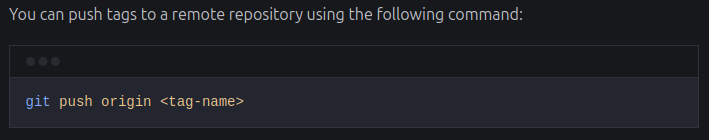 You can push tags to a remote repository using the following command:
git push origin <tag-name>